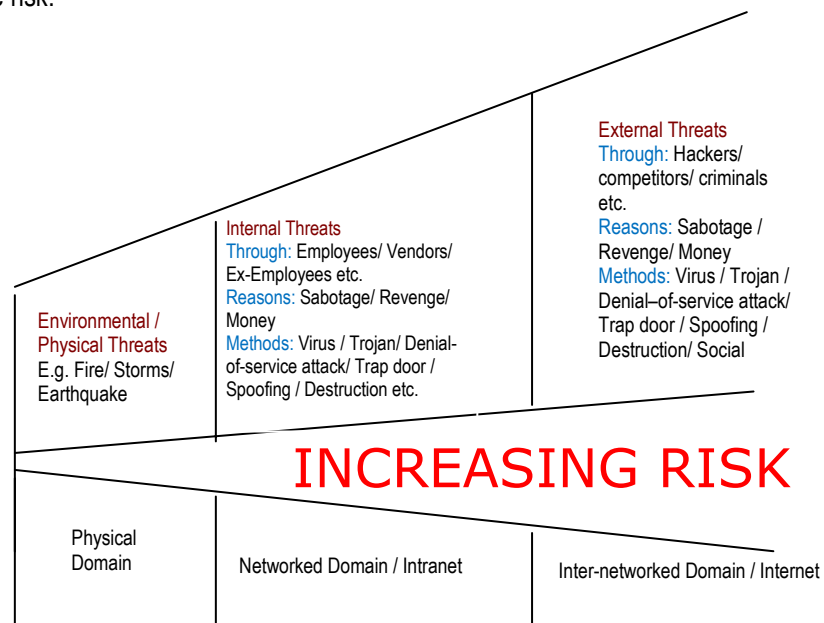 risk.
External Threats
Through: Hackers/
competitors/ criminals
etc.
Reasons: Sabotage /
Revenge/ Money
Methods: Virus / Trojan /
Denial–of-service attack/
Trap door / Spoofing /
Destruction/ Social
Internal Threats
Through: Employees/ Vendors/
Ex-Employees etc.
Reasons: Sabotage/ Revenge/
Money
Methods: Virus / Trojan/ Denial-
of-service attack/ Trap door /
Spoofing / Destruction etc.
Environmental /
Physical Threats
E.g. Fire/ Storms/
Earthquake
INCREASING RISK
Physical
Domain
Networked Domain / Intranet
Inter-networked Domain / Internet